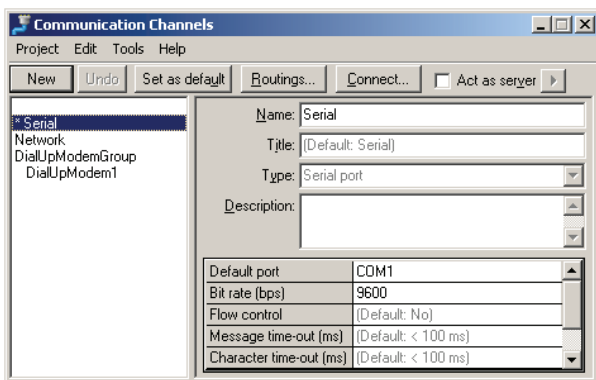 Communication Channels
Project Edit Tools Help
New Undo Set as default Routings... Connect... Act as server
* Serial
Network
DialUpModemGroup
DialUpModem1
Name: Serial
Title: (Default: Serial)
Type: Serial port
Description:
Default port COM1
Bit rate (bps) 9600
Flow control (Default: No)
Message time-out (ms) (Default: < 100 ms)
Character time-out (ms) (Default: < 100 ms)